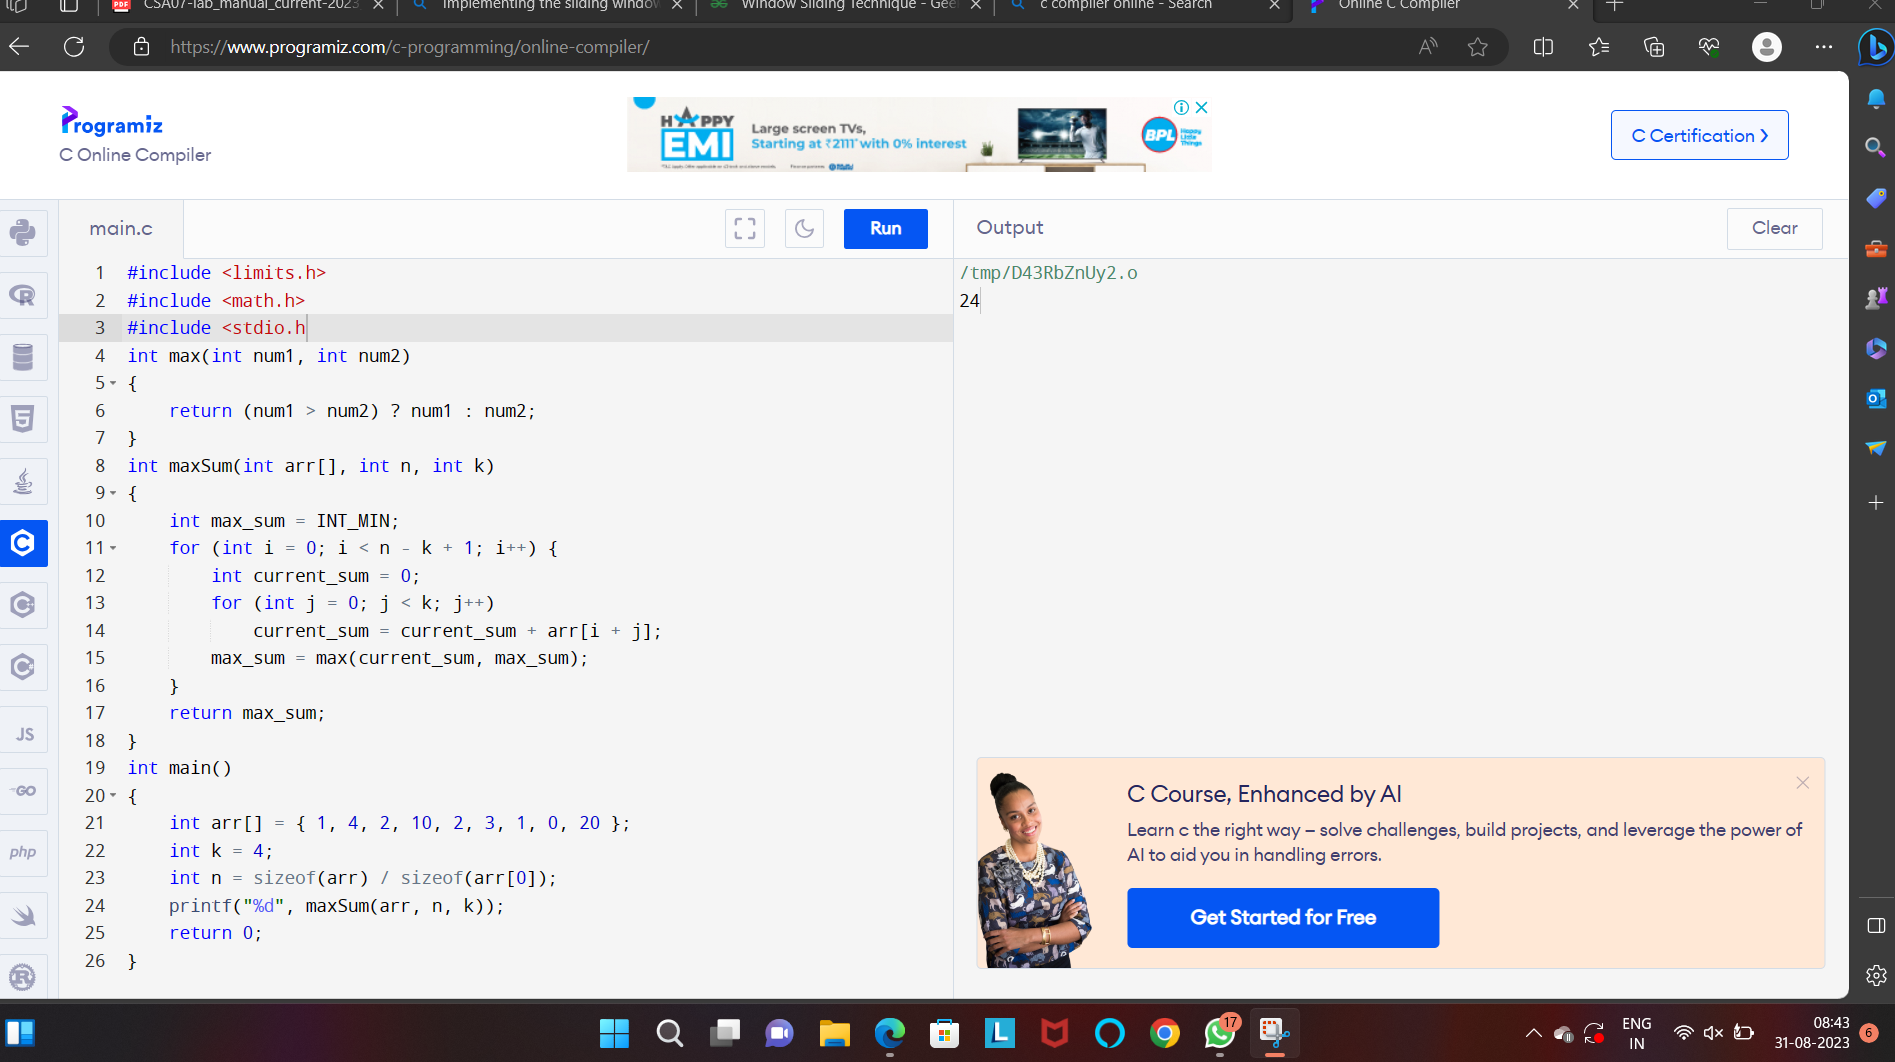 CSA07-lab_manual_current-2023
Implementing the sliding window
Window Sliding Technique - Gee
c compiler online - Search
Online C Compiler
https://www.programiz.com/c-programming/online-compiler/
Programiz
C Online Compiler
HAPPY
EMI
Large screen TVs,
Starting at ₹2111* with 0% interest
BPL
Happy
Little
Things
C Certification
main.c
Run
Output
Clear
/tmp/D43RbZnUy2.o
24
1 #include <limits.h>
2 #include <math.h>
3 #include <stdio.h
4 int max(int num1, int num2)
5 {
6 return (num1 > num2) ? num1 : num2;
7 }
8 int maxSum(int arr[], int n, int k)
9 {
10 int max_sum = INT_MIN;
11 for (int i = 0; i < n - k + 1; i++) {
12 int current_sum = 0;
13 for (int j = 0; j < k; j++)
14 current_sum = current_sum + arr[i + j];
15 max_sum = max(current_sum, max_sum);
16 }
17 return max_sum;
18 }
19 int main()
20 {
21 int arr[] = { 1, 4, 2, 10, 2, 3, 1, 0, 20 };
22 int k = 4;
23 int n = sizeof(arr) / sizeof(arr[0]);
24 printf("%d", maxSum(arr, n, k));
25 return 0;
26 }
JS
GO
php
C Course, Enhanced by AI
Learn c the right way – solve challenges, build projects, and leverage the power of
AI to aid you in handling errors.
Get Started for Free
17
ENG
IN
08:43
31-08-2023
6